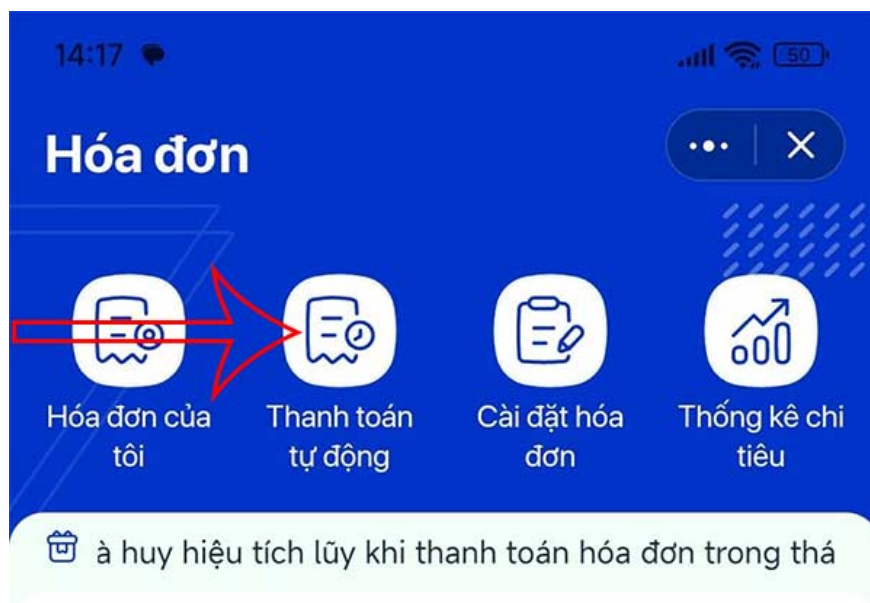 14:17
50
Hóa đơn
Hóa đơn của
tôi
Thanh toán
tự động
Cài đặt hóa
đơn
Thống kê chi
tiêu
à huy hiệu tích lũy khi thanh toán hóa đơn trong thá